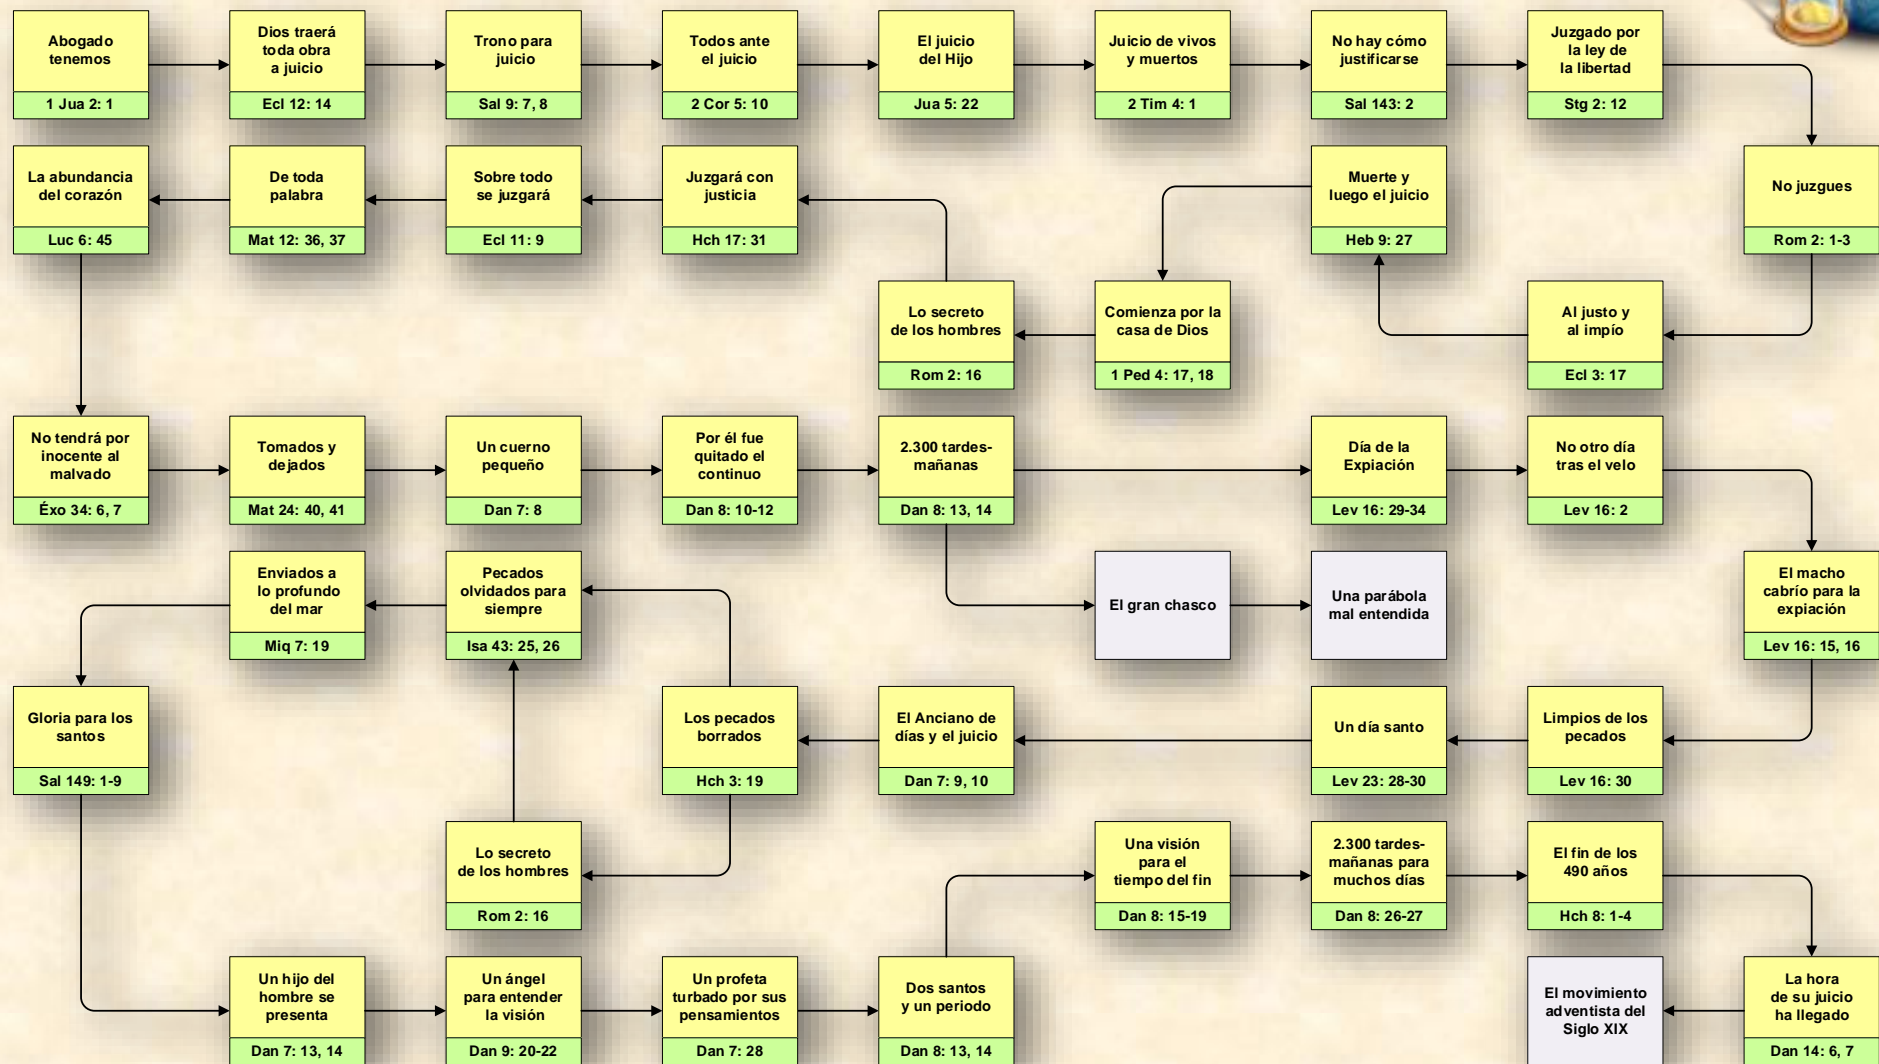 Abogado
tenemos
1 Jua 2: 1
Dios traerá
toda obra
a juicio
Ecl 12: 14
Trono para
juicio
Sal 9: 7, 8
Todos ante
el juicio
2 Cor 5: 10
El juicio
del Hijo
Jua 5: 22
Juicio de vivos
y muertos
2 Tim 4: 1
No hay cómo
justificarse
Sal 143: 2
Juzgado por
la ley de
la libertad
Stg 2: 12
No juzgues
Rom 2: 1-3
Al justo y
al impío
Ecl 3: 17
Muerte y
luego el juicio
Heb 9: 27
Comienza por la
casa de Dios
1 Ped 4: 17, 18
Lo secreto
de los hombres
Rom 2: 16
Juzgará con
justicia
Hch 17: 31
Sobre todo
se juzgará
Ecl 11: 9
De toda
palabra
Mat 12: 36, 37
La abundancia
del corazón
Luc 6: 45
No tendrá por
inocente al
malvado
Éxo 34: 6, 7
Tomados y
dejados
Mat 24: 40, 41
Un cuerno
pequeño
Dan 7: 8
Por él fue
quitado el
continuo
Dan 8: 10-12
2.300 tardes-
mañanas
Dan 8: 13, 14
El gran chasco
Una parábola
mal entendida
Día de la
Expiación
Lev 16: 29-34
No otro día
tras el velo
Lev 16: 2
El macho
cabrío para la
expiación
Lev 16: 15, 16
Limpios de los
pecados
Lev 16: 30
Un día santo
Lev 23: 28-30
El Anciano de
días y el juicio
Dan 7: 9, 10
Los pecados
borrados
Hch 3: 19
Lo secreto
de los hombres
Rom 2: 16
Pecados
olvidados para
siempre
Isa 43: 25, 26
Enviados a
lo profundo
del mar
Miq 7: 19
Gloria para los
santos
Sal 149: 1-9
Un hijo del
hombre se
presenta
Dan 7: 13, 14
Un ángel
para entender
la visión
Dan 9: 20-22
Un profeta
turbado por sus
pensamientos
Dan 7: 28
Dos santos
y un periodo
Dan 8: 13, 14
Una visión
para el
tiempo del fin
Dan 8: 15-19
2.300 tardes-
mañanas para
muchos días
Dan 8: 26-27
El fin de los
490 años
Hch 8: 1-4
La hora
de su juicio
ha llegado
Dan 14: 6, 7
El movimiento
adventista del
Siglo XIX